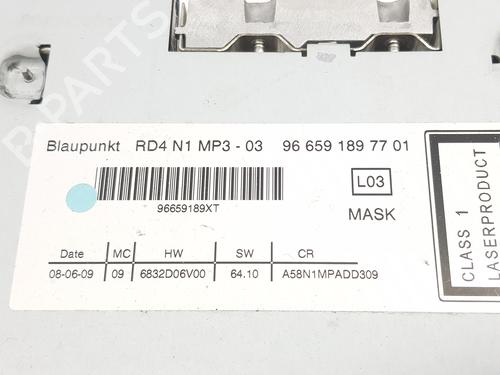 B-PARTS
Blaupunkt RD4 N1 MP3 - 03 96 659 189 77 01
96659189XT
L03
MASK
Date MC HW SW CR
08-06-09 09 6832D06V00 64.10 A58N1MPADD309
CLASS 1
LASERPRODUCT